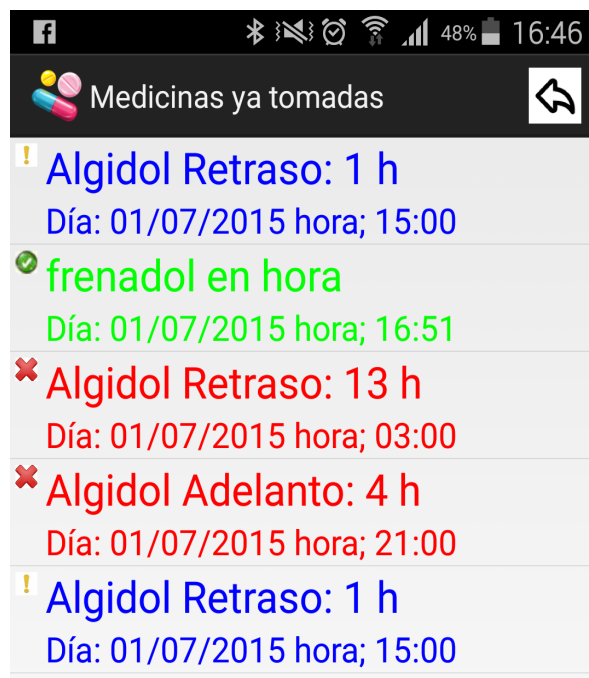 48% 16:46
Medicinas ya tomadas
Algidol Retraso: 1 h
Día: 01/07/2015 hora; 15:00
frenadol en hora
Día: 01/07/2015 hora; 16:51
Algidol Retraso: 13 h
Día: 01/07/2015 hora; 03:00
Algidol Adelanto: 4 h
Día: 01/07/2015 hora; 21:00
Algidol Retraso: 1 h
Día: 01/07/2015 hora; 15:00